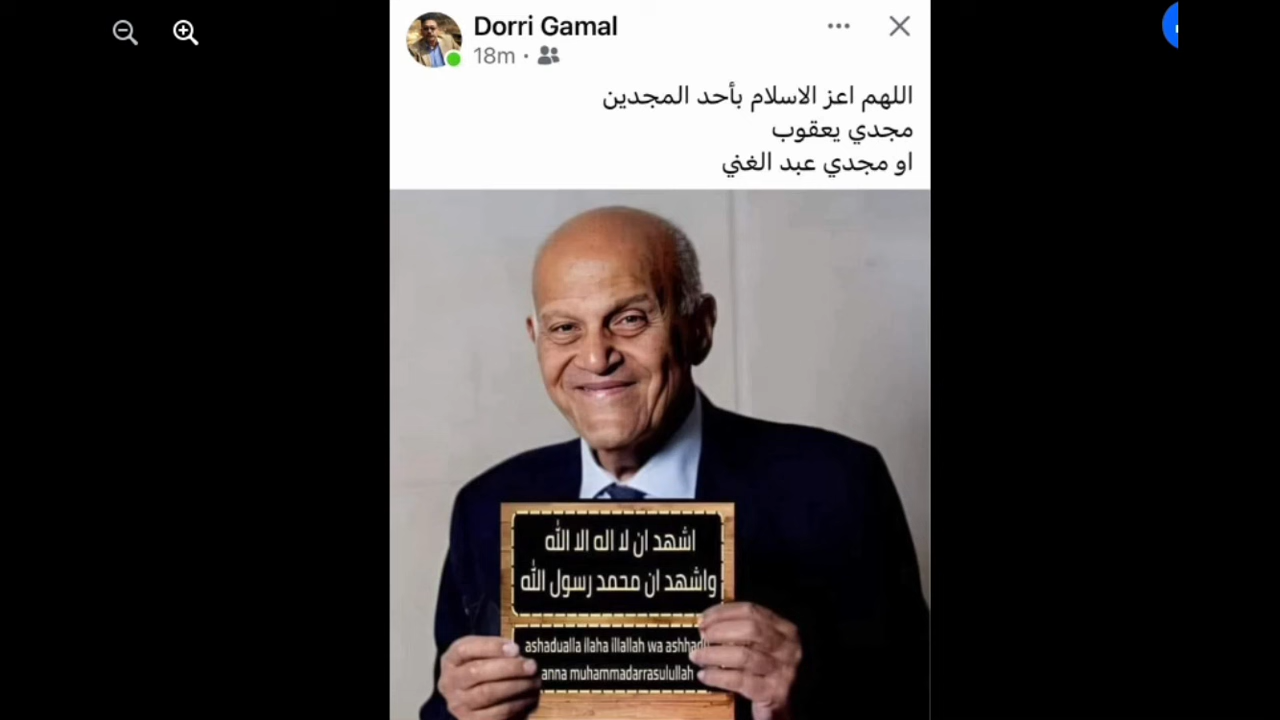 Dorri Gamal
18m
اللهم اعز الاسلام بأحد المجدين
مجدي يعقوب
او مجدي عبد الغني
اشهد ان لا اله الا الله
واشهد ان محمد رسول الله
ashadualla ilaha illallah wa ashhadu
anna muhammadarrasulullah